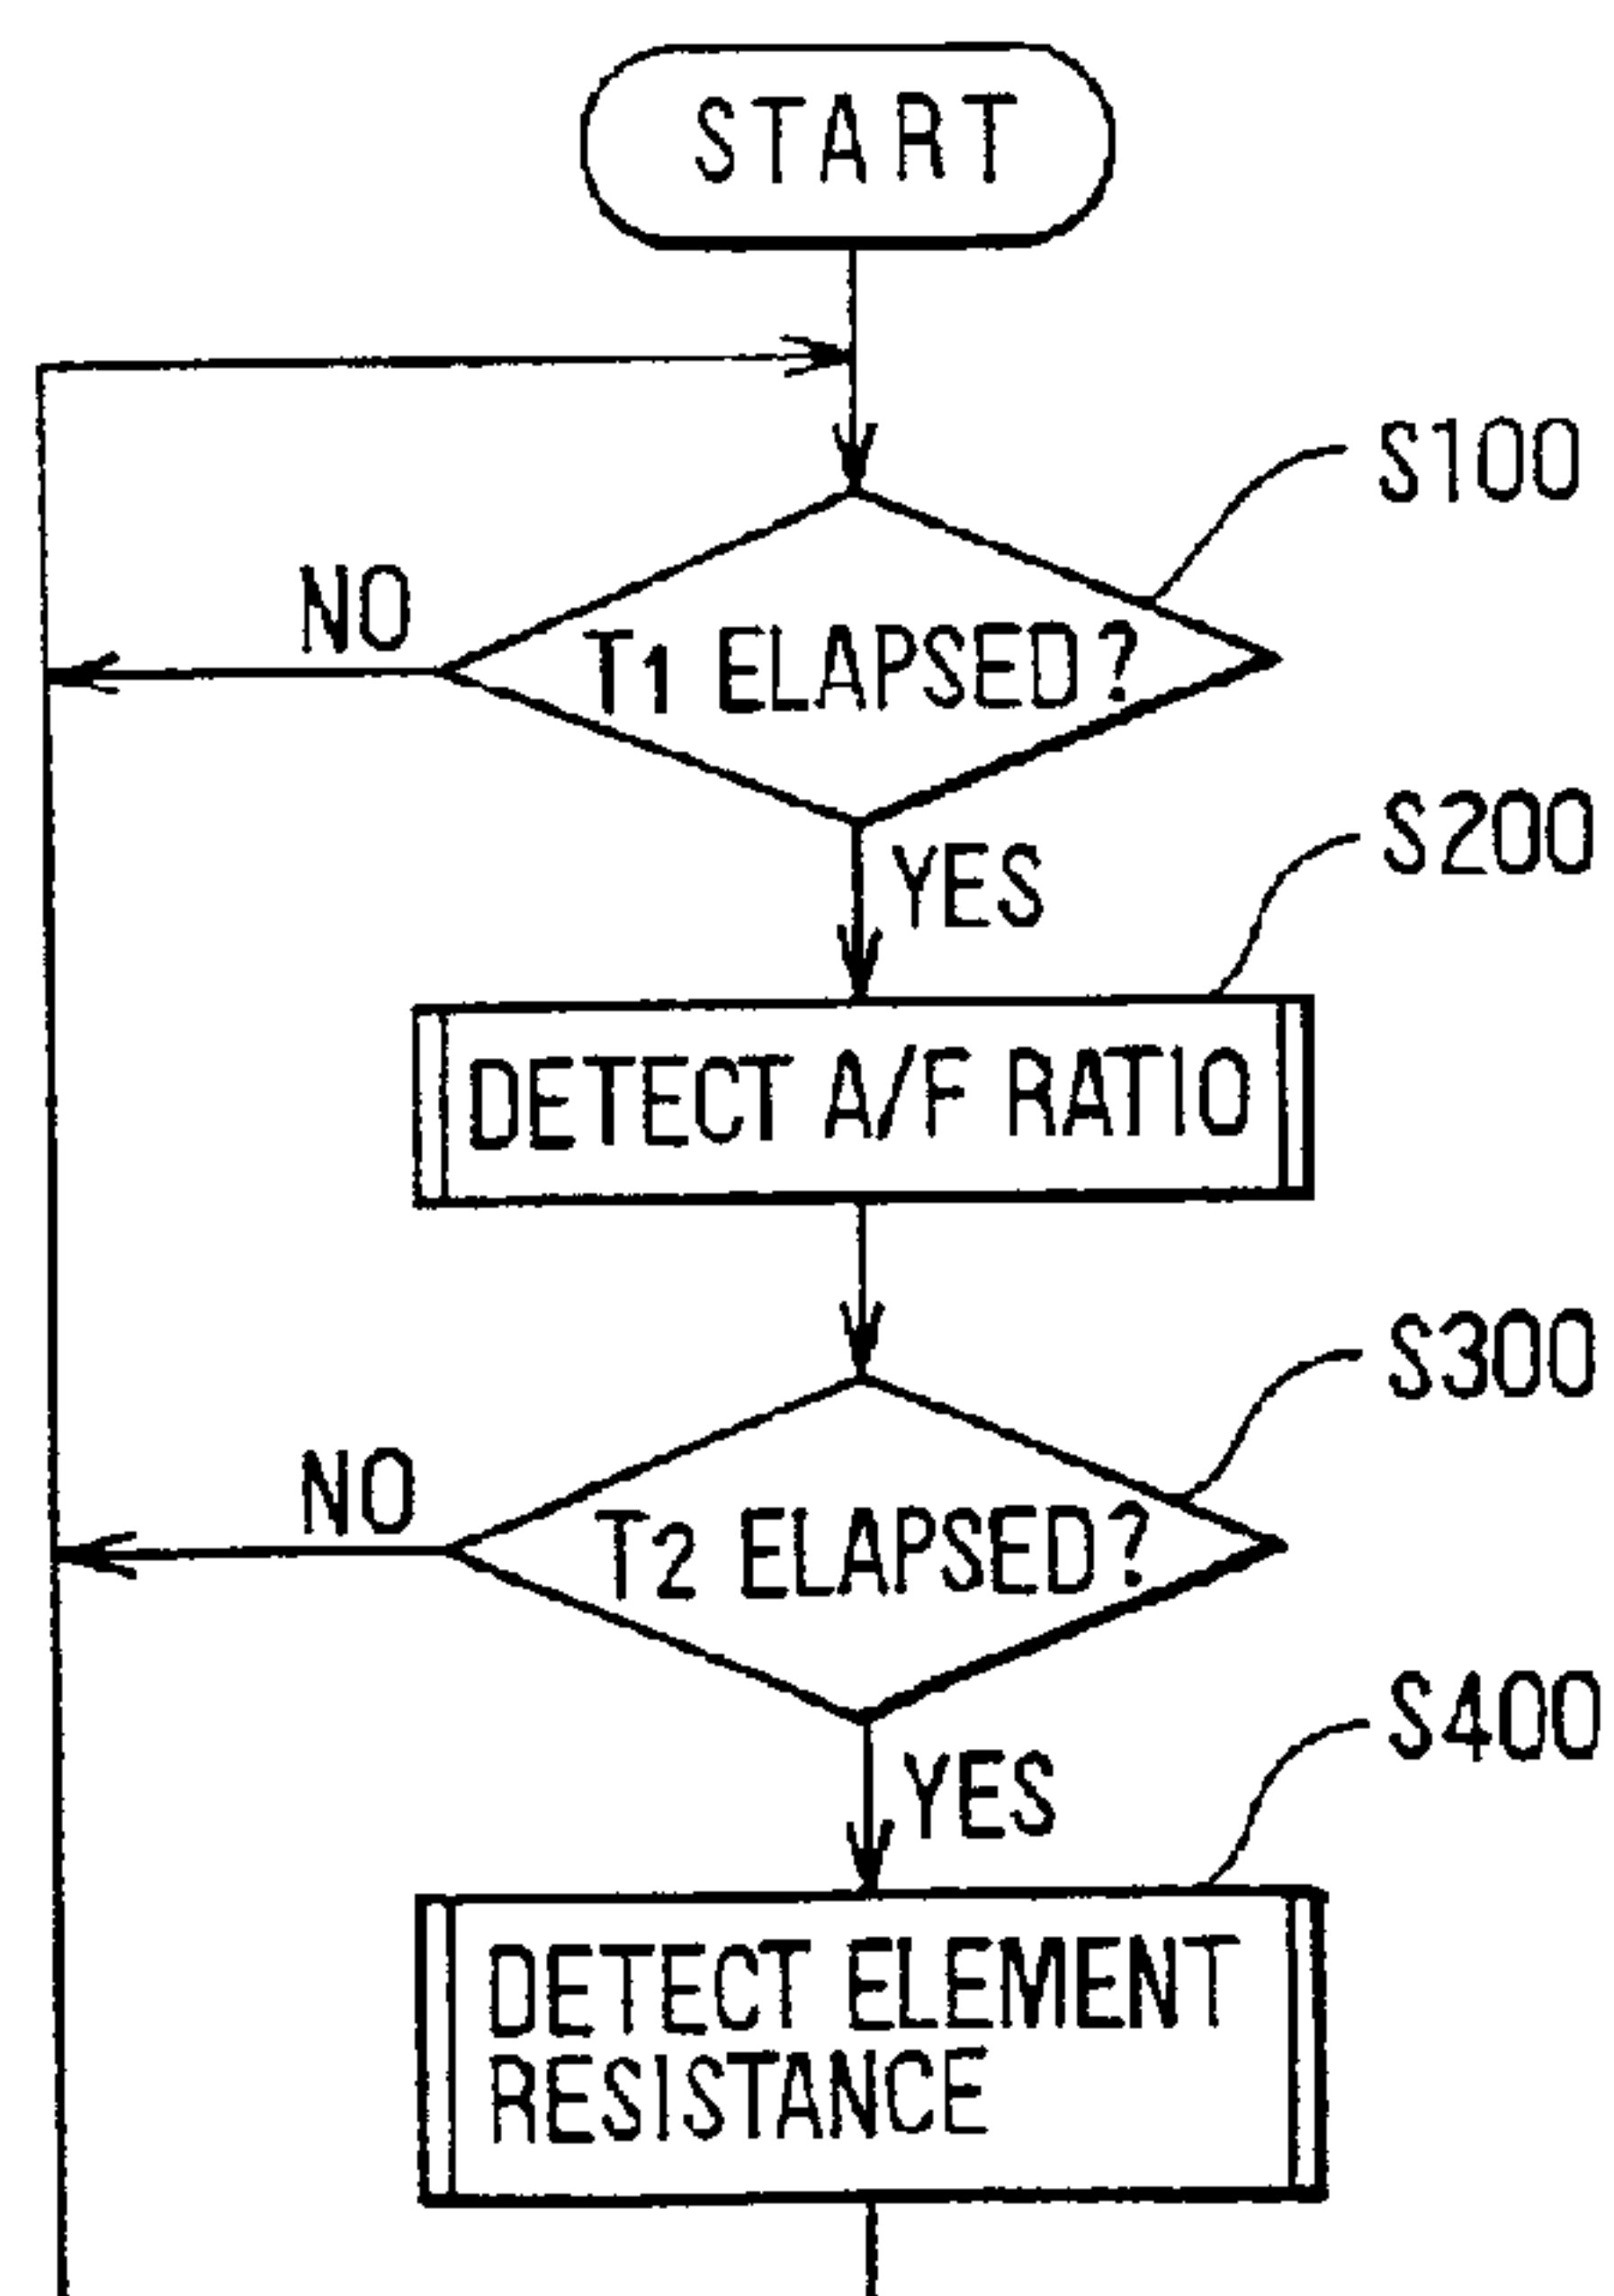 START
S100
NO
T1 ELAPSED?
S200
YES
DETECT A/F RATIO
S300
NO
T2 ELAPSED?
S400
YES
DETECT ELEMENT
RESISTANCE